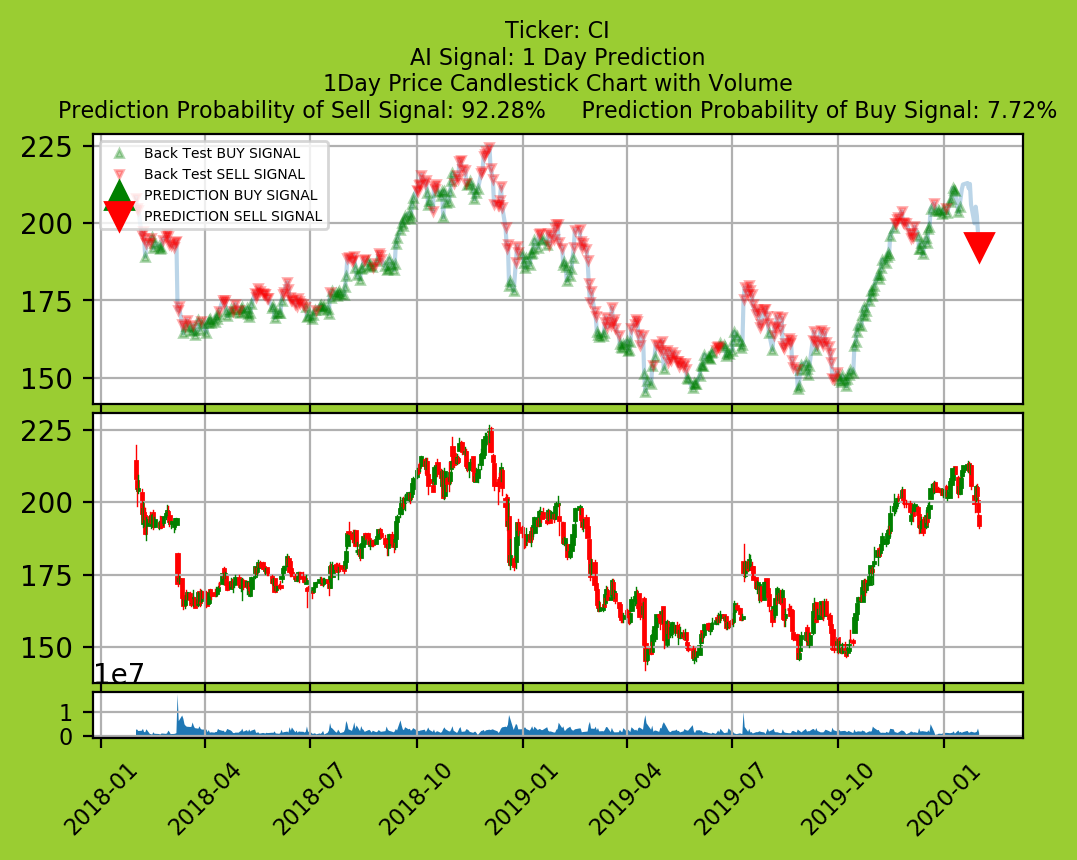 Ticker: CI
AI Signal: 1 Day Prediction
1Day Price Candlestick Chart with Volume
Prediction Probability of Sell Signal: 92.28%     Prediction Probability of Buy Signal: 7.72%
Back Test BUY SIGNAL
Back Test SELL SIGNAL
PREDICTION BUY SIGNAL
PREDICTION SELL SIGNAL
225
200
175
150
225
200
175
150
1e7
1
0
2018-01
2018-04
2018-07
2018-10
2019-01
2019-04
2019-07
2019-10
2020-01